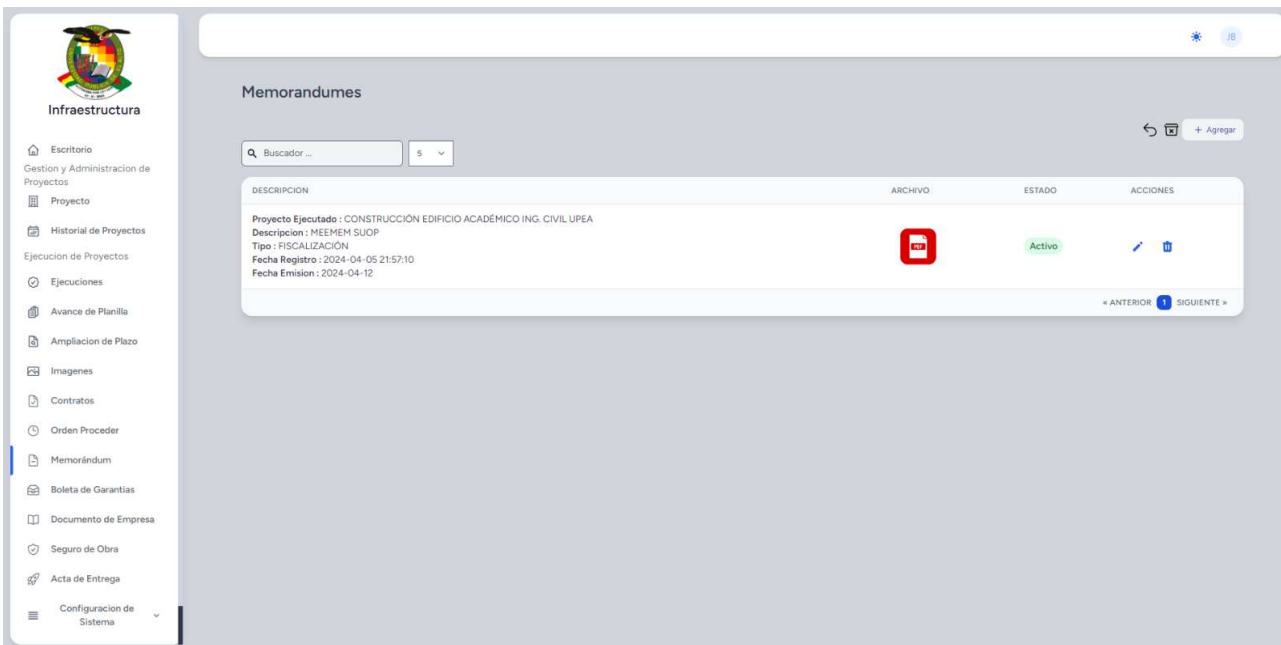 Infraestructura
Escritorio
Gestion y Administracion de
Proyectos
Proyecto
Historial de Proyectos
Ejecucion de Proyectos
Ejecuciones
Avance de Planilla
Ampliacion de Plazo
Imagenes
Contratos
Orden Proceder
Memorándum
Boleta de Garantias
Documento de Empresa
Seguro de Obra
Acta de Entrega
Configuracion de
Sistema
JB
Memorandumes
+ Agregar
Buscador ...
5
DESCRIPCION ARCHIVO ESTADO ACCIONES
Proyecto Ejecutado : CONSTRUCCIÓN EDIFICIO ACADÉMICO ING. CIVIL UPEA
Descripcion : MEEMEM SUOP
Tipo : FISCALIZACIÓN
Fecha Registro : 2024-04-05 21:57:10
Fecha Emision : 2024-04-12
PDF
Activo
« ANTERIOR 1 SIGUIENTE »